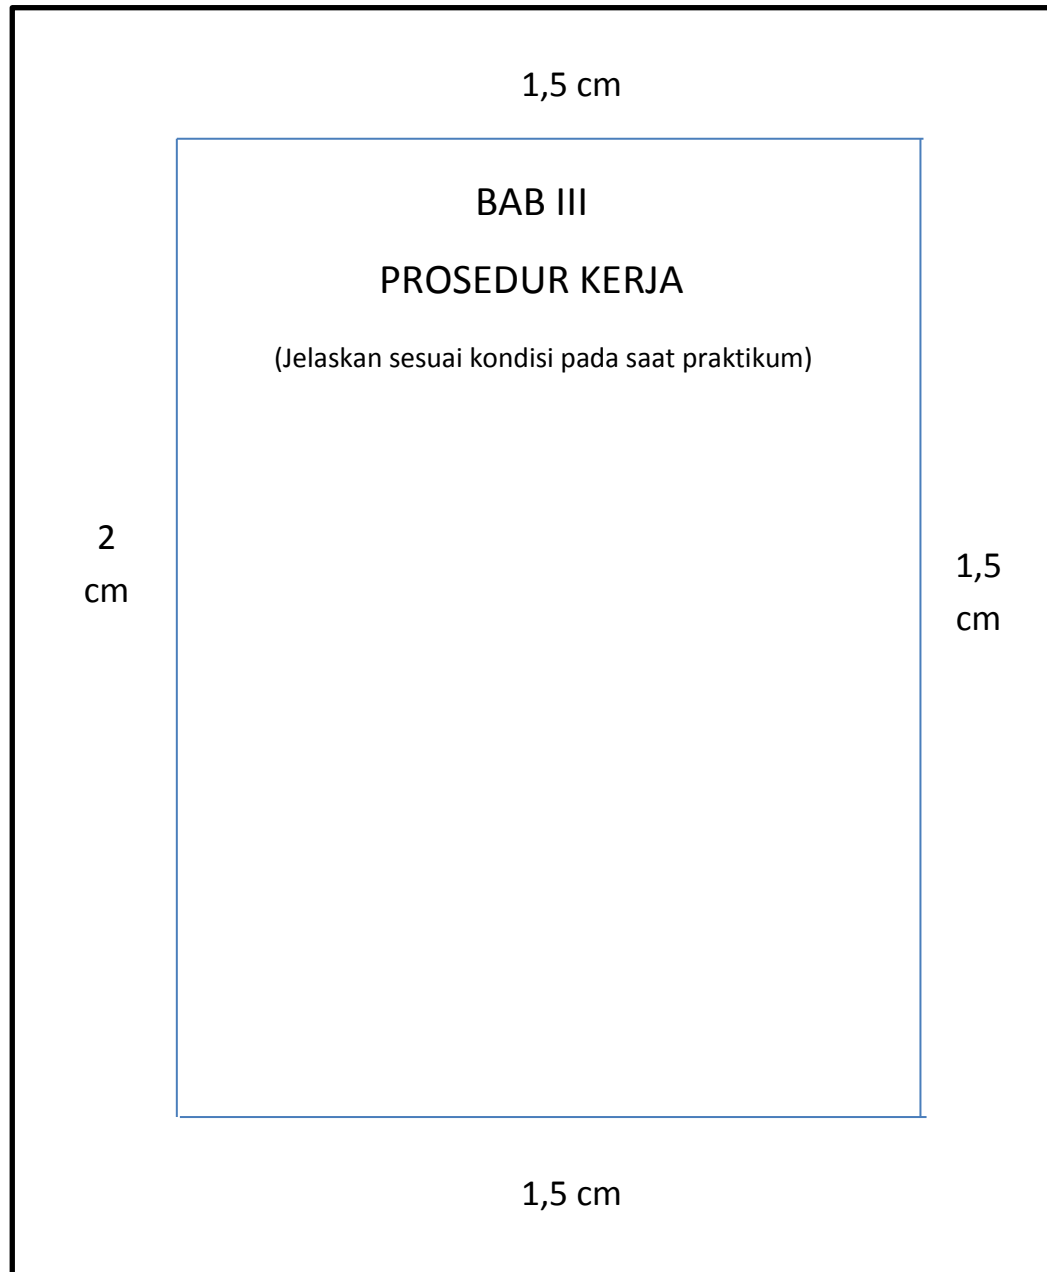 1,5 cm
BAB III
PROSEDUR KERJA
(Jelaskan sesuai kondisi pada saat praktikum)
2
cm
1,5
cm
1,5 cm